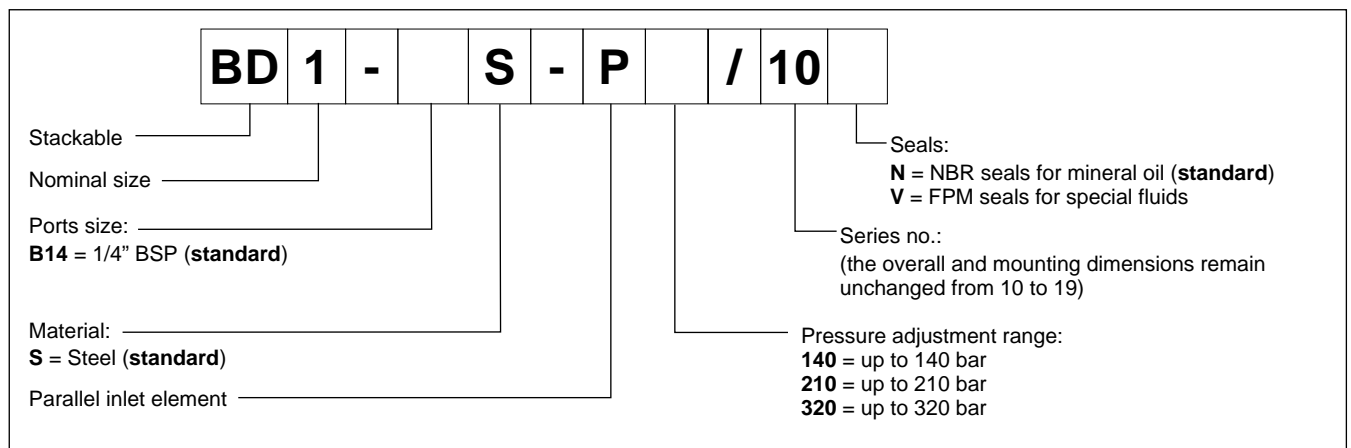 BD 1 - S - P / 10
Stackable
Nominal size
Ports size:
B14 = 1/4” BSP (standard)
Material:
S = Steel (standard)
Parallel inlet element
Seals:
N = NBR seals for mineral oil (standard)
V = FPM seals for special fluids
Series no.:
(the overall and mounting dimensions remain
unchanged from 10 to 19)
Pressure adjustment range:
140 = up to 140 bar
210 = up to 210 bar
320 = up to 320 bar